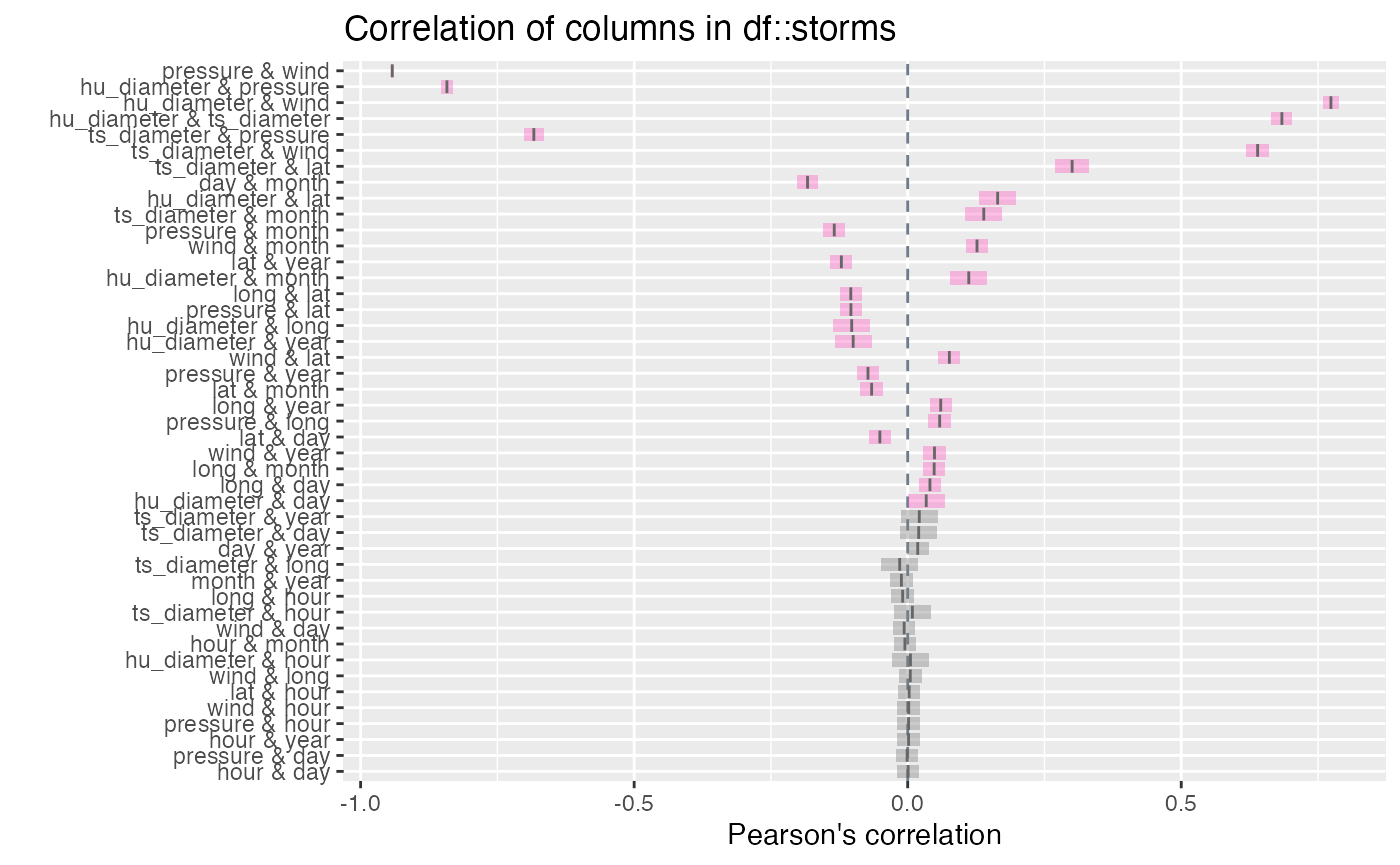 Correlation of columns in df::storms
pressure & wind
hu_diameter & pressure
hu_diameter & wind
hu_diameter & ts_diameter
ts_diameter & pressure
ts_diameter & wind
ts_diameter & lat
day & month
hu_diameter & lat
ts_diameter & month
pressure & month
wind & month
lat & year
hu_diameter & month
long & lat
pressure & lat
hu_diameter & long
hu_diameter & year
wind & lat
pressure & year
lat & month
long & year
pressure & long
lat & day
wind & year
long & month
long & day
hu_diameter & day
ts_diameter & year
ts_diameter & day
day & year
ts_diameter & long
month & year
long & hour
ts_diameter & hour
wind & day
hour & month
hu_diameter & hour
wind & long
lat & hour
wind & hour
pressure & hour
hour & year
pressure & day
hour & day
-1.0 -0.5 0.0 0.5
Pearson's correlation